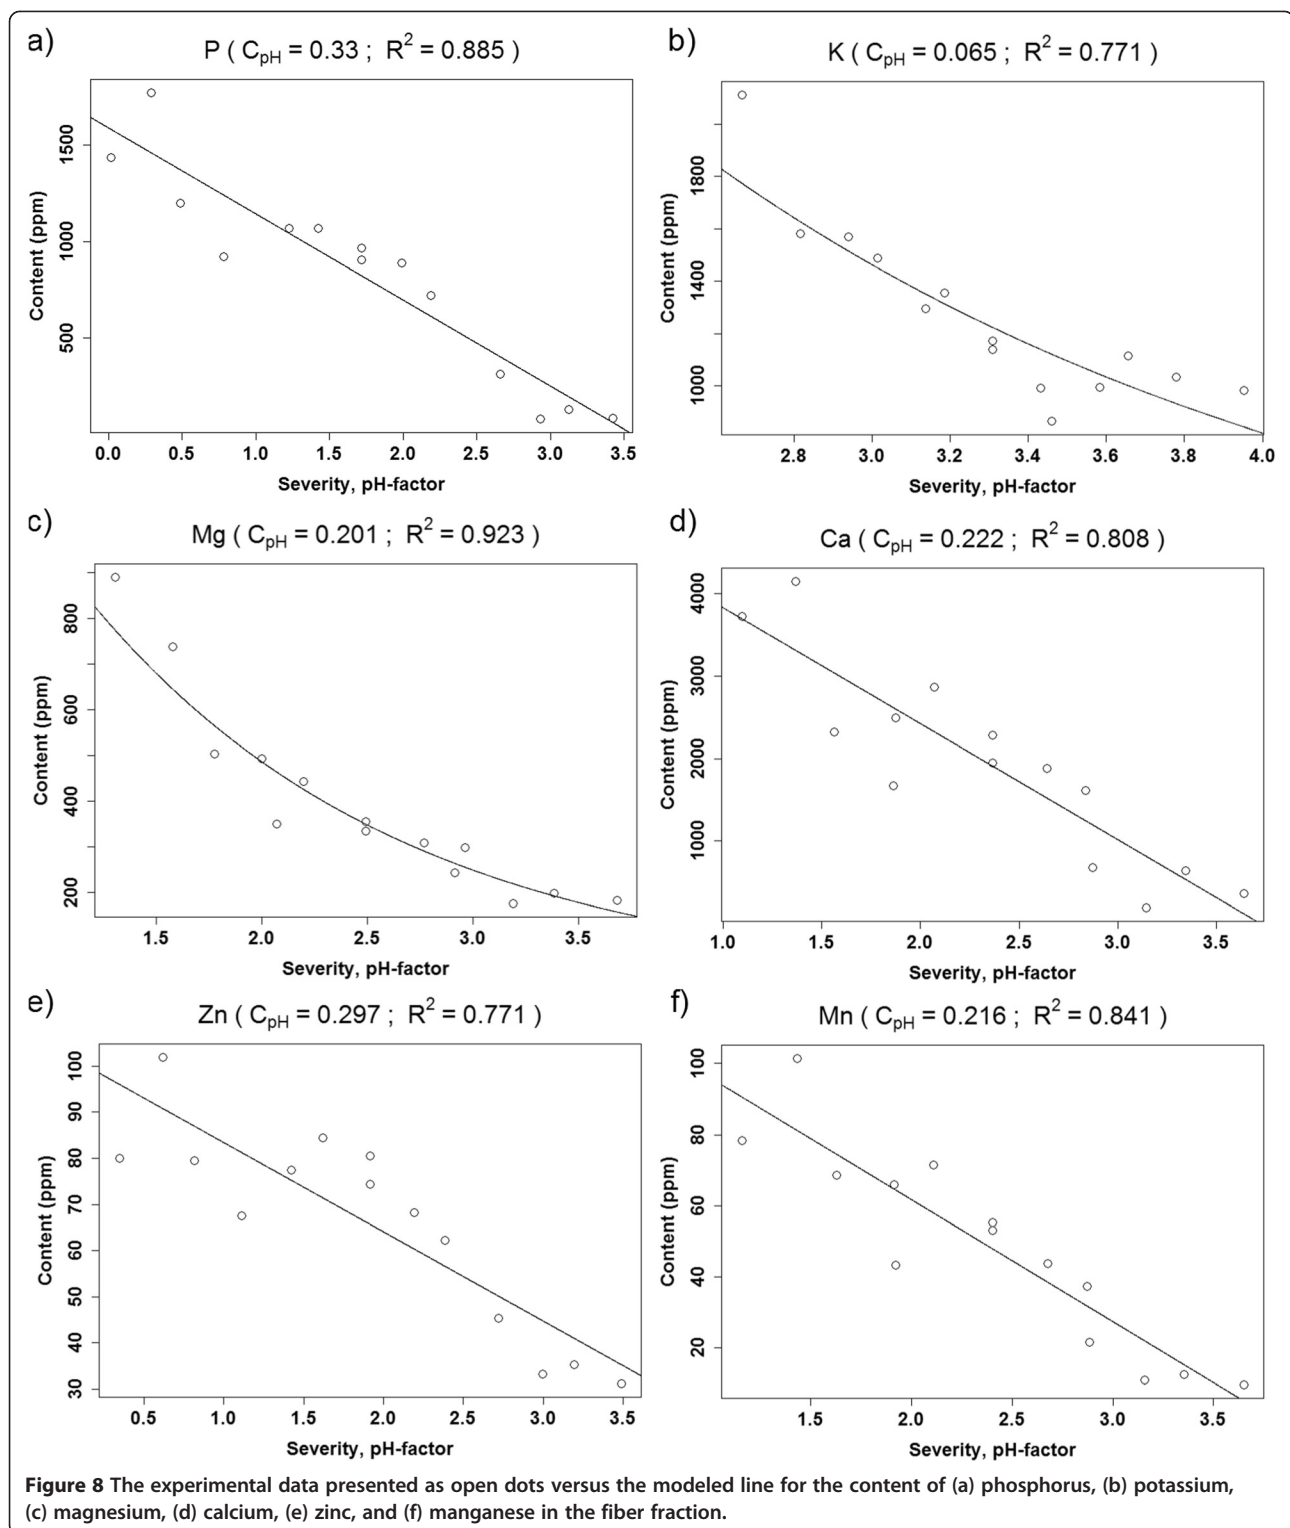 a)
P ( CpH = 0.33 ; R2 = 0.885 )
Content (ppm)
500
1000
1500
0.0 0.5 1.0 1.5 2.0 2.5 3.0 3.5
Severity, pH-factor
b)
K ( CpH = 0.065 ; R2 = 0.771 )
Content (ppm)
1000
1400
1800
2.8 3.0 3.2 3.4 3.6 3.8 4.0
Severity, pH-factor
c)
Mg ( CpH = 0.201 ; R2 = 0.923 )
Content (ppm)
200
400
600
800
1.5 2.0 2.5 3.0 3.5
Severity, pH-factor
d)
Ca ( CpH = 0.222 ; R2 = 0.808 )
Content (ppm)
1000
2000
3000
4000
1.0 1.5 2.0 2.5 3.0 3.5
Severity, pH-factor
e)
Zn ( CpH = 0.297 ; R2 = 0.771 )
Content (ppm)
30
40
50
60
70
80
90
100
0.5 1.0 1.5 2.0 2.5 3.0 3.5
Severity, pH-factor
f)
Mn ( CpH = 0.216 ; R2 = 0.841 )
Content (ppm)
20
40
60
80
100
1.5 2.0 2.5 3.0 3.5
Severity, pH-factor
Figure 8 The experimental data presented as open dots versus the modeled line for the content of (a) phosphorus, (b) potassium,
(c) magnesium, (d) calcium, (e) zinc, and (f) manganese in the fiber fraction.